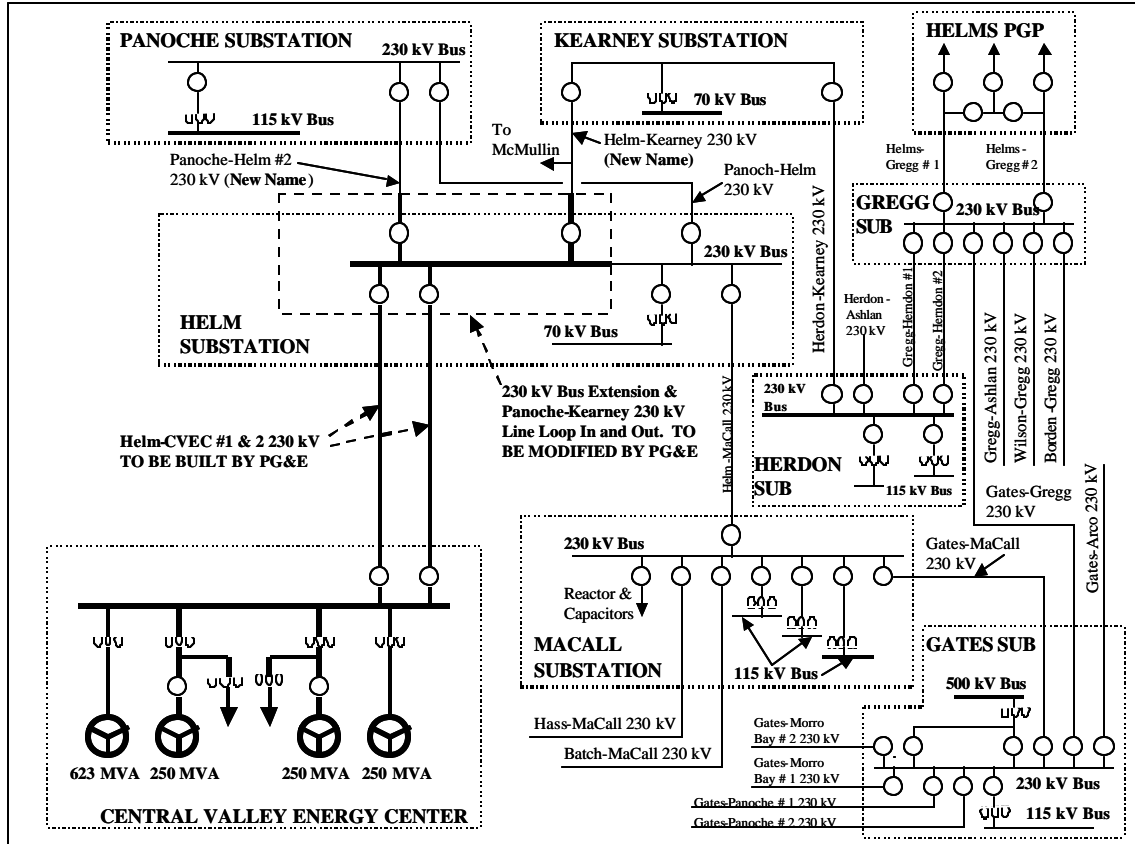 PANOCHE SUBSTATION
230 kV Bus
115 kV Bus
KEARNEY SUBSTATION
70 kV Bus
HELMS PGP
To
McMullin
Helm-Kearney 230 kV
(New Name)
Panoche-Helm #2
230 kV (New Name)
Panoch-Helm
230 kV
Helms-
Gregg # 1
Helms -
Gregg #2
GREGG
SUB
230 kV Bus
HELM
SUBSTATION
230 kV Bus
70 kV Bus
Herdon-Kearney 230 kV
Herdon -
Ashlan
230 kV
Gregg-Herndon #1
Gregg-Herndon #2
Gregg-Ashlan 230 kV
Wilson-Gregg 230 kV
Borden -Gregg 230 kV
230 kV Bus Extension &
Panoche-Kearney 230 kV
Line Loop In and Out. TO
BE MODIFIED BY PG&E
Helm-CVEC #1 & 2 230 kV
TO BE BUILT BY PG&E
Helm-MaCall 230 kV
230 kV
Bus
HERDON
SUB
115 kV Bus
Gates-Gregg
230 kV
Gates-Arco 230 kV
230 kV Bus
Reactor &
Capacitors
MACALL
SUBSTATION
115 kV Bus
Gates-MaCall
230 kV
Hass-MaCall 230 kV
Batch-MaCall 230 kV
GATES SUB
500 kV Bus
Gates-Morro
Bay # 2 230 kV
Gates-Morro
Bay # 1 230 kV
Gates-Panoche # 1 230 kV
Gates-Panoche # 2 230 kV
230 kV Bus
115 kV Bus
623 MVA
250 MVA
250 MVA
250 MVA
CENTRAL VALLEY ENERGY CENTER